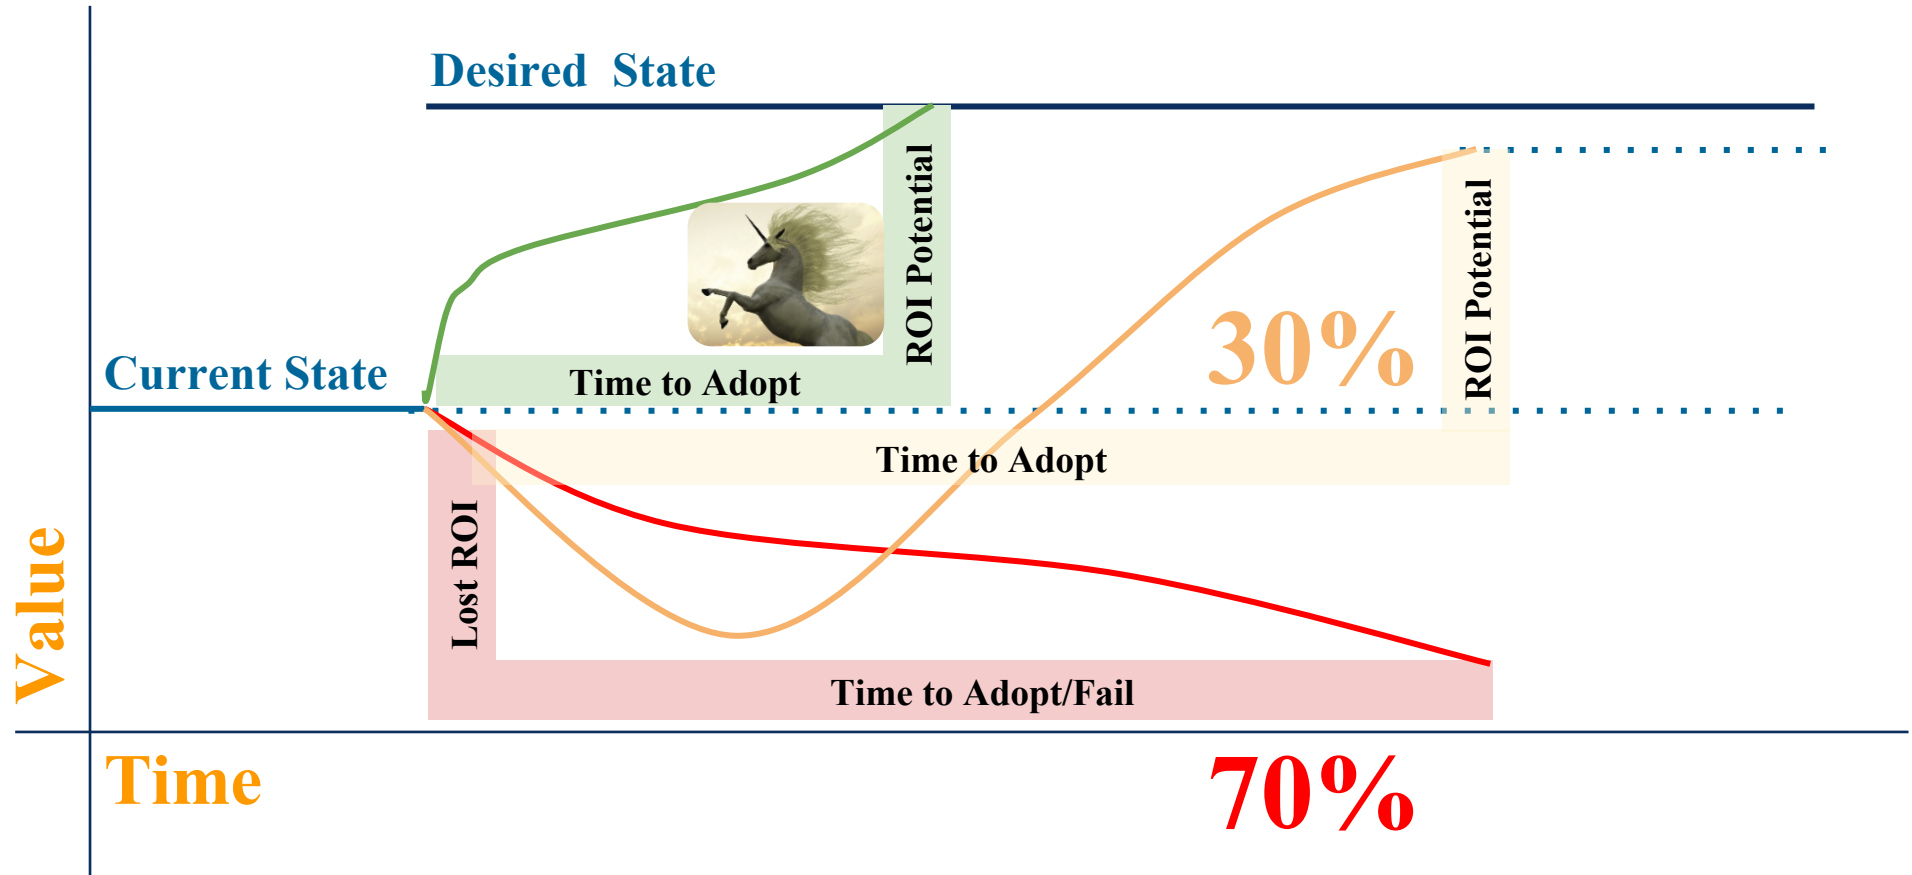 Desired State
ROI Potential
ROI Potential
30%
Current State
Time to Adopt
Time to Adopt
Lost ROI
Value
Time to Adopt/Fail
Time
70%